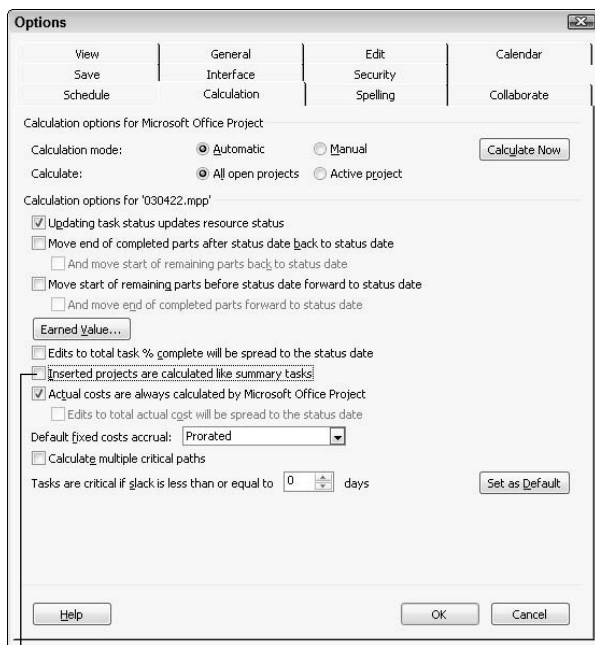 Options
View General Edit Calendar
Save Interface Security
Schedule Calculation Spelling Collaborate
Calculation options for Microsoft Office Project
Calculation mode: Automatic Manual Calculate Now
Calculate: All open projects Active project
Calculation options for '030422.mpp'
Updating task status updates resource status
Move end of completed parts after status date back to status date
And move start of remaining parts back to status date
Move start of remaining parts before status date forward to status date
And move end of completed parts forward to status date
Earned Value...
Edits to total task % complete will be spread to the status date
Inserted projects are calculated like summary tasks
Actual costs are always calculated by Microsoft Office Project
Edits to total actual cost will be spread to the status date
Default fixed costs accrual: Prorated
Calculate multiple critical paths
Tasks are critical if slack is less than or equal to 0 days Set as Default
Help OK Cancel